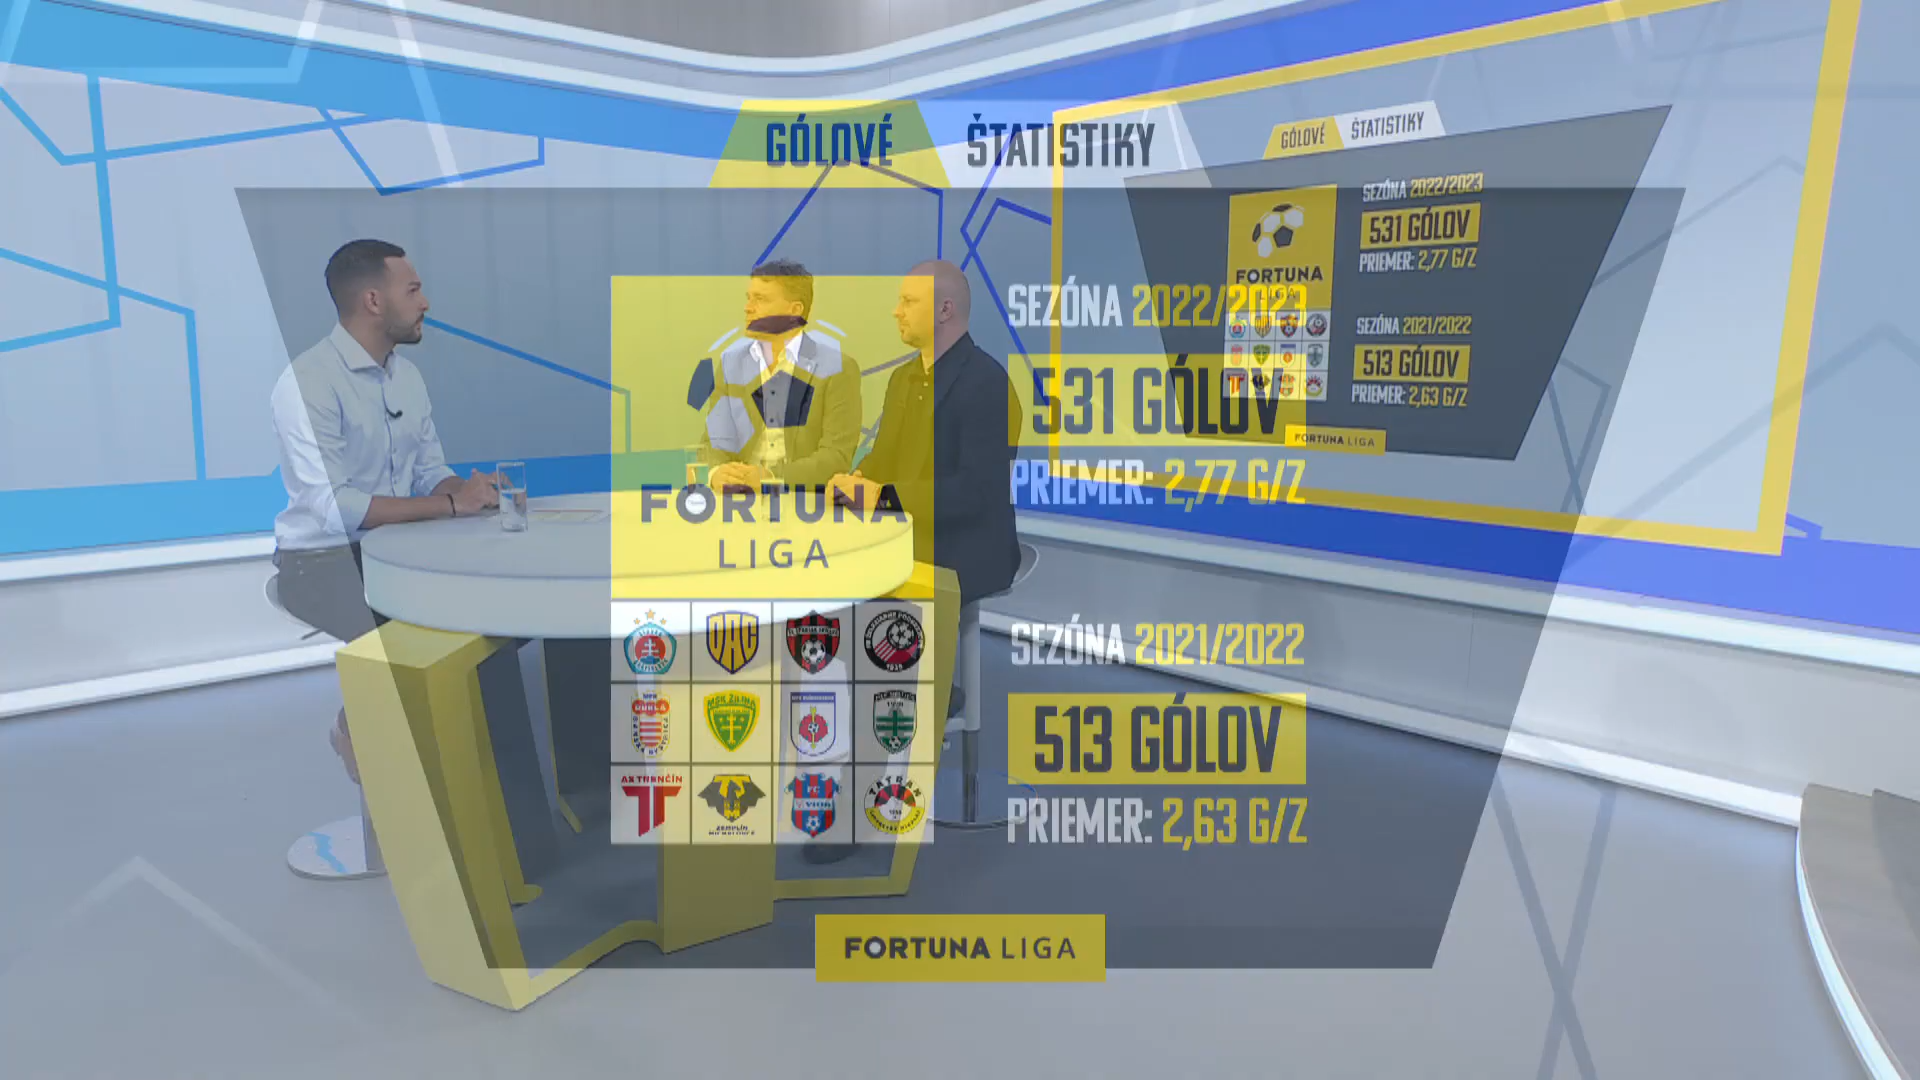 GÓLOVÉ ŠTATISTIKY
SEZÓNA 2022/2023
531 GÓLOV
PRIEMER: 2,77 G/Z
FORTUNA
LIGA
SEZÓNA 2021/2022
513 GÓLOV
PRIEMER: 2,63 G/Z
DAC
MŠK ŽILINA
AS TRENČÍN
TATRAN
FORTUNA LIGA
GÓLOVÉ ŠTATISTIKY
SEZÓNA 2022/2023
531 GÓLOV
PRIEMER: 2,77 G/Z
FORTUNA
SEZÓNA 2021/2022
513 GÓLOV
PRIEMER: 2,63 G/Z
FORTUNA LIGA